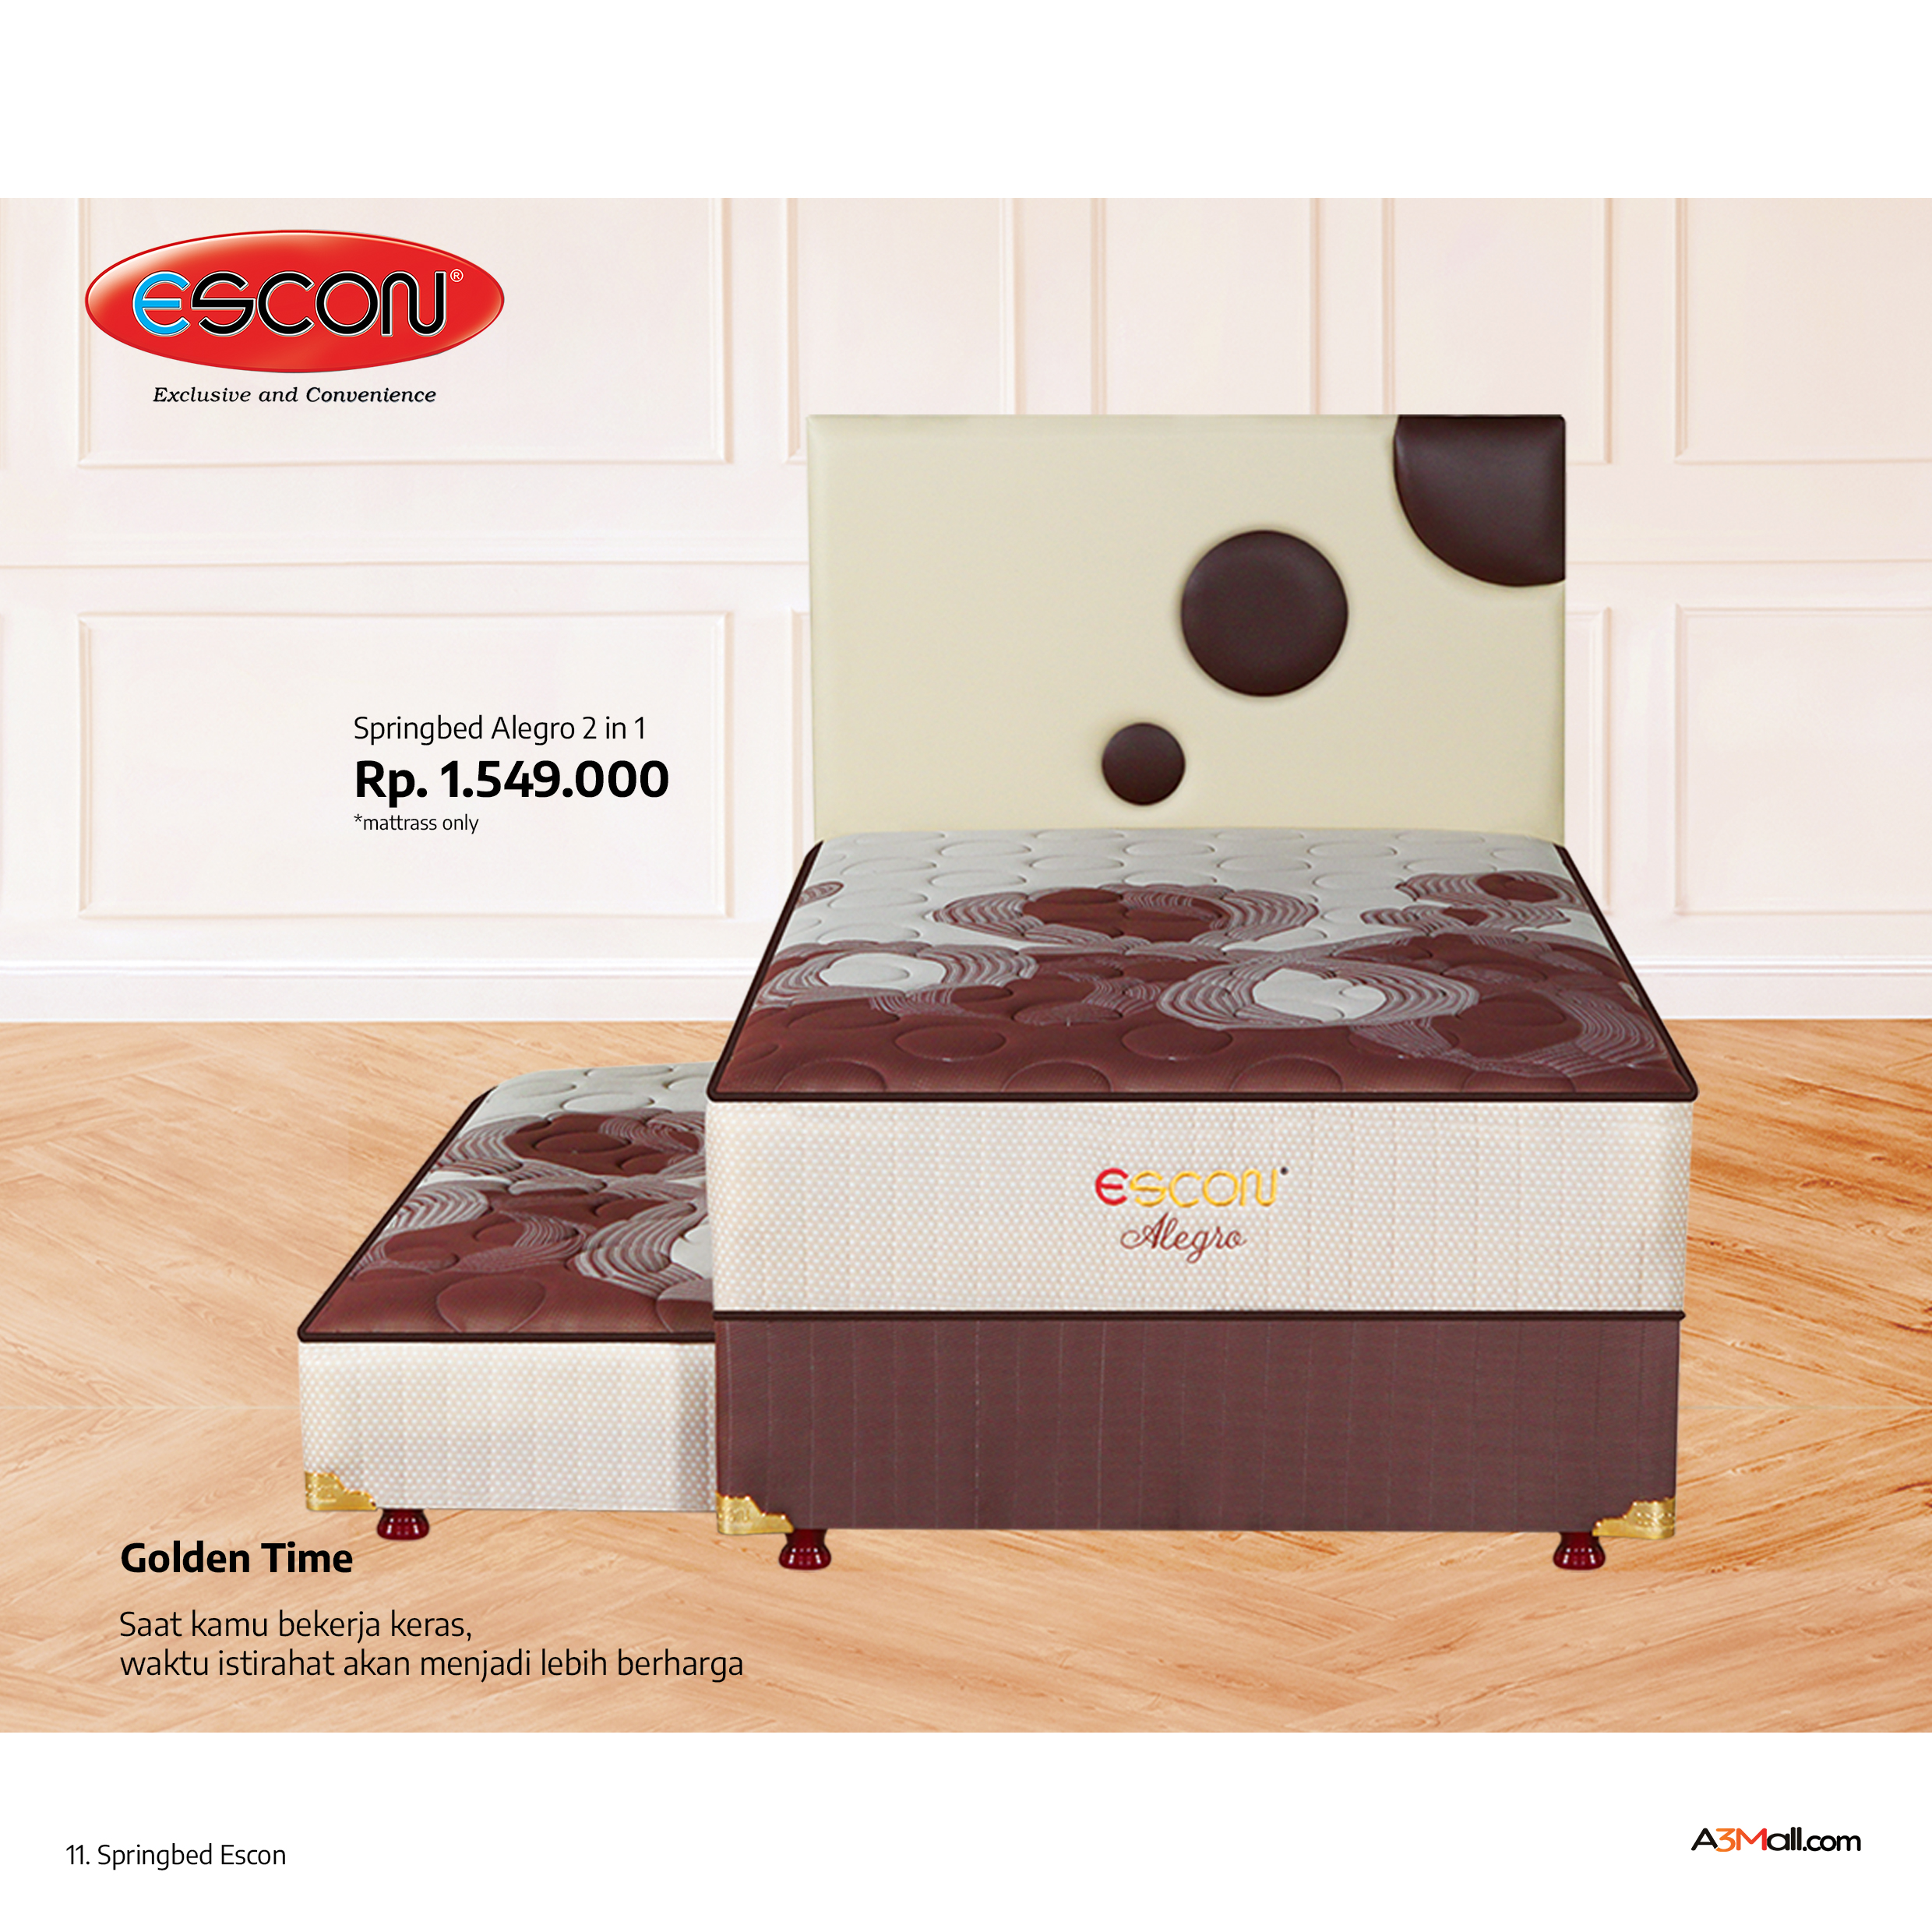 ESCON®
Exclusive and Convenience
Springbed Alegro 2 in 1
Rp. 1.549.000
*mattrass only
ESCON
Alegro
Golden Time
Saat kamu bekerja keras,
waktu istirahat akan menjadi lebih berharga
11. Springbed Escon
A3Mall.com